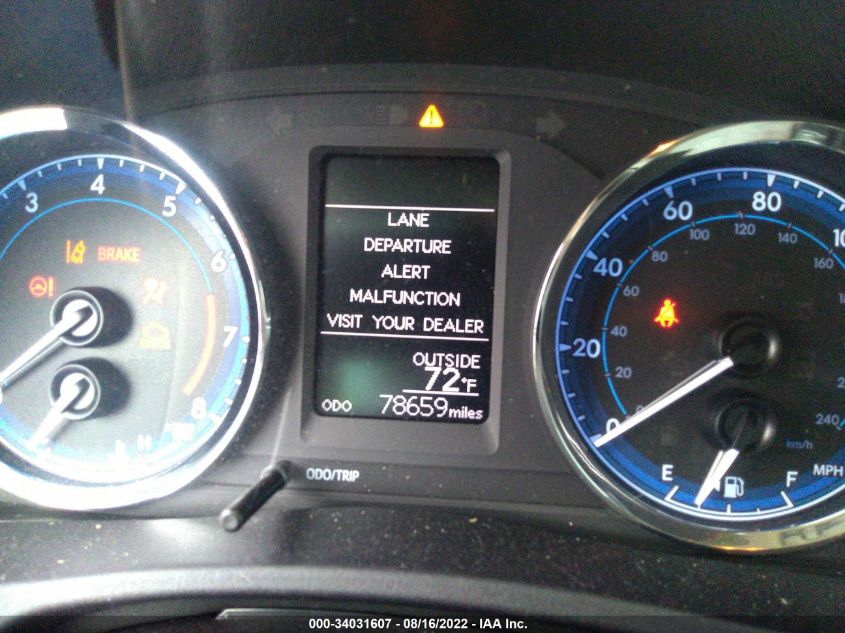 LANE
DEPARTURE
ALERT
MALFUNCTION
VISIT YOUR DEALER
OUTSIDE
72°F
ODO 78659 miles
ODO/TRIP
3 4 5 6 7 8
BRAKE
H
0 20 40 60 80
20 40 60 80 100 120 140 160
240
km/h
MPH
E F
000-34031607 - 08/16/2022 - IAA Inc.